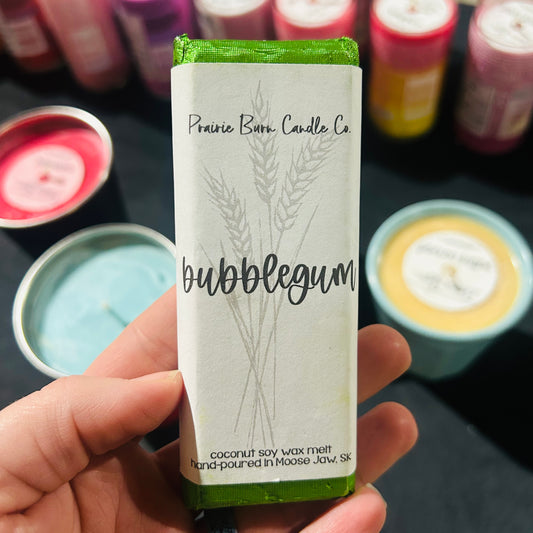 Prairie Burn Candle Co.
bubblegum
coconut soy wax melt
hand-poured in Moose Jaw, SK